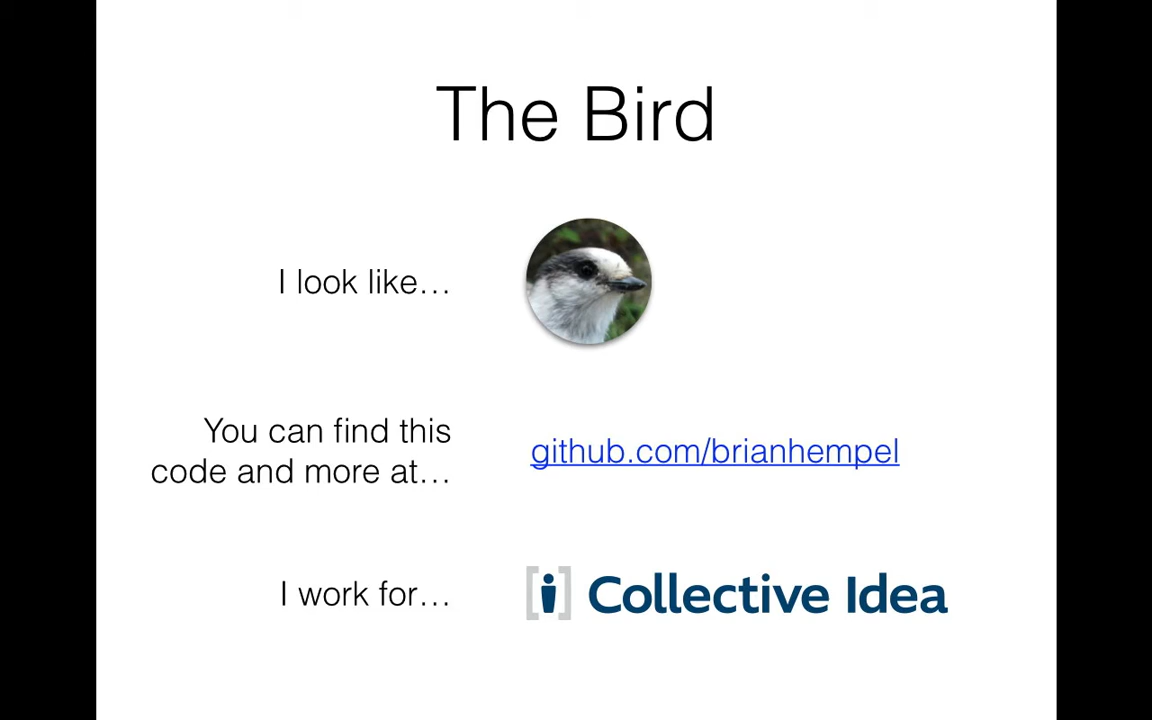 The Bird
I look like…
You can find this
code and more at…
github.com/brianhempel
I work for…
Collective Idea